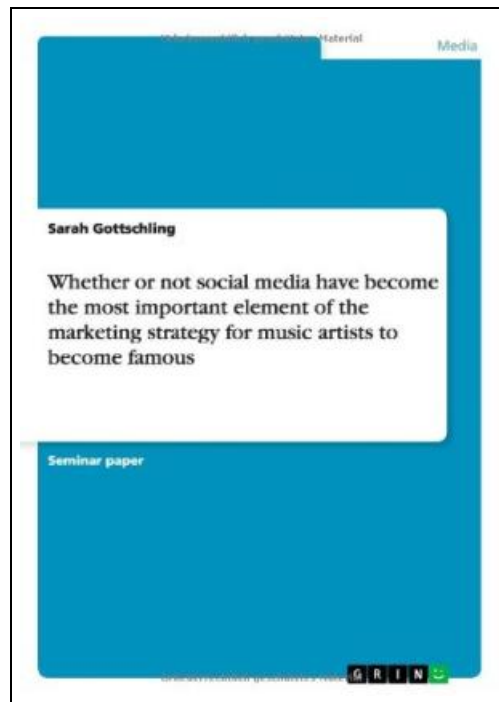 Material
Media
Sarah Gottschling
Whether or not social media have become
the most important element of the
marketing strategy for music artists to
become famous
Seminar paper
GRIN